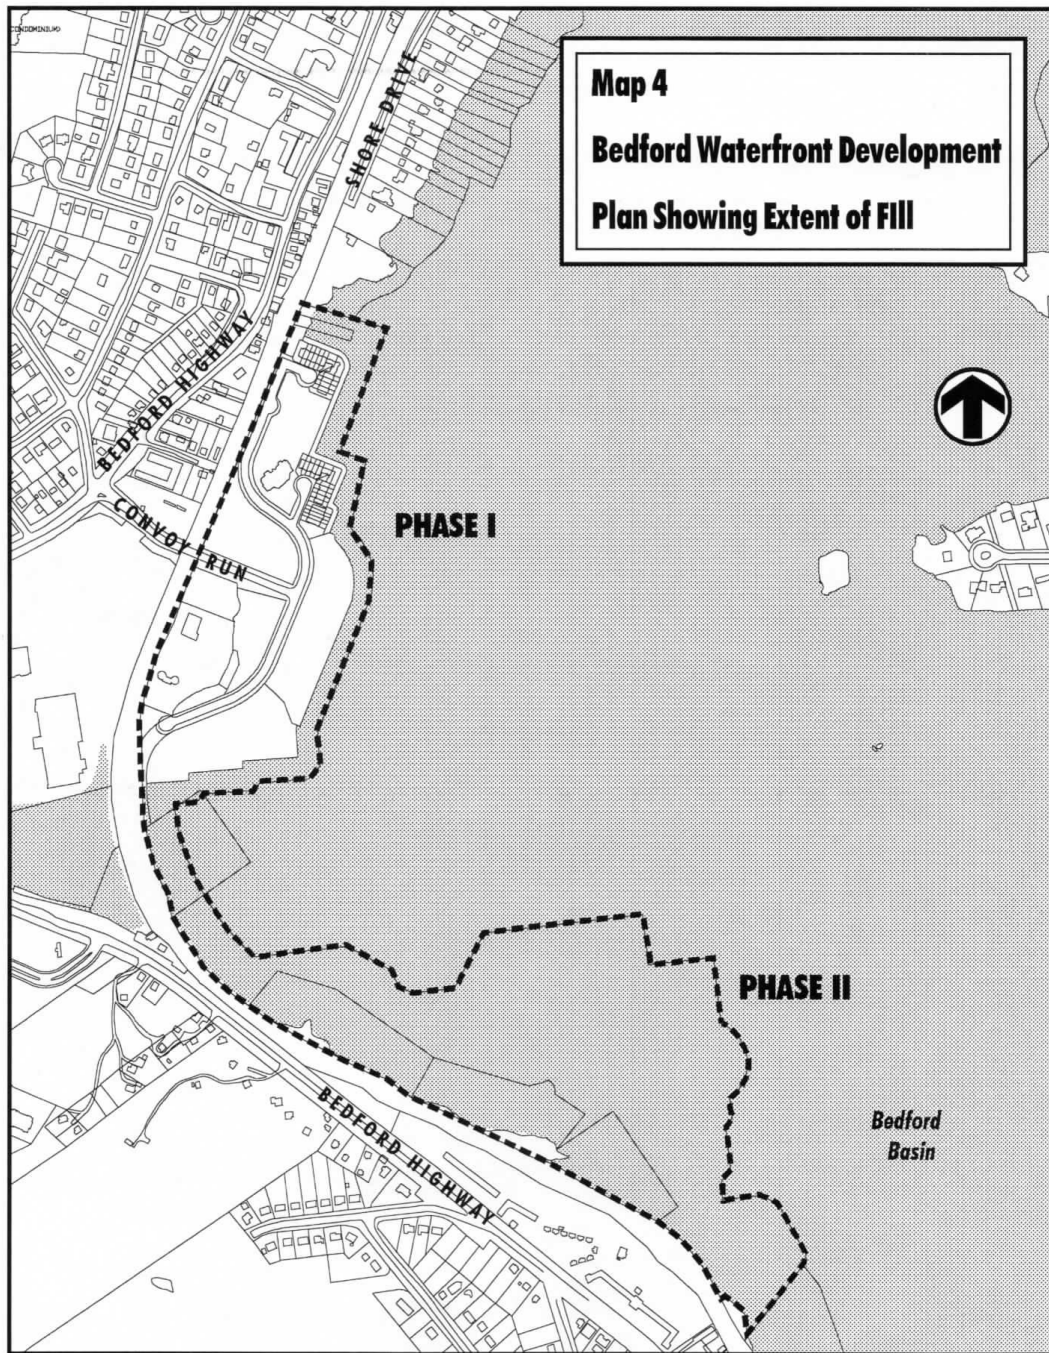 CONDOMINIUM
Map 4
Bedford Waterfront Development
Plan Showing Extent of FIll
SHORE DRIVE
BEDFORD HIGHWAY
CONVOY RUN
PHASE I
PHASE II
Bedford
Basin
BEDFORD HIGHWAY